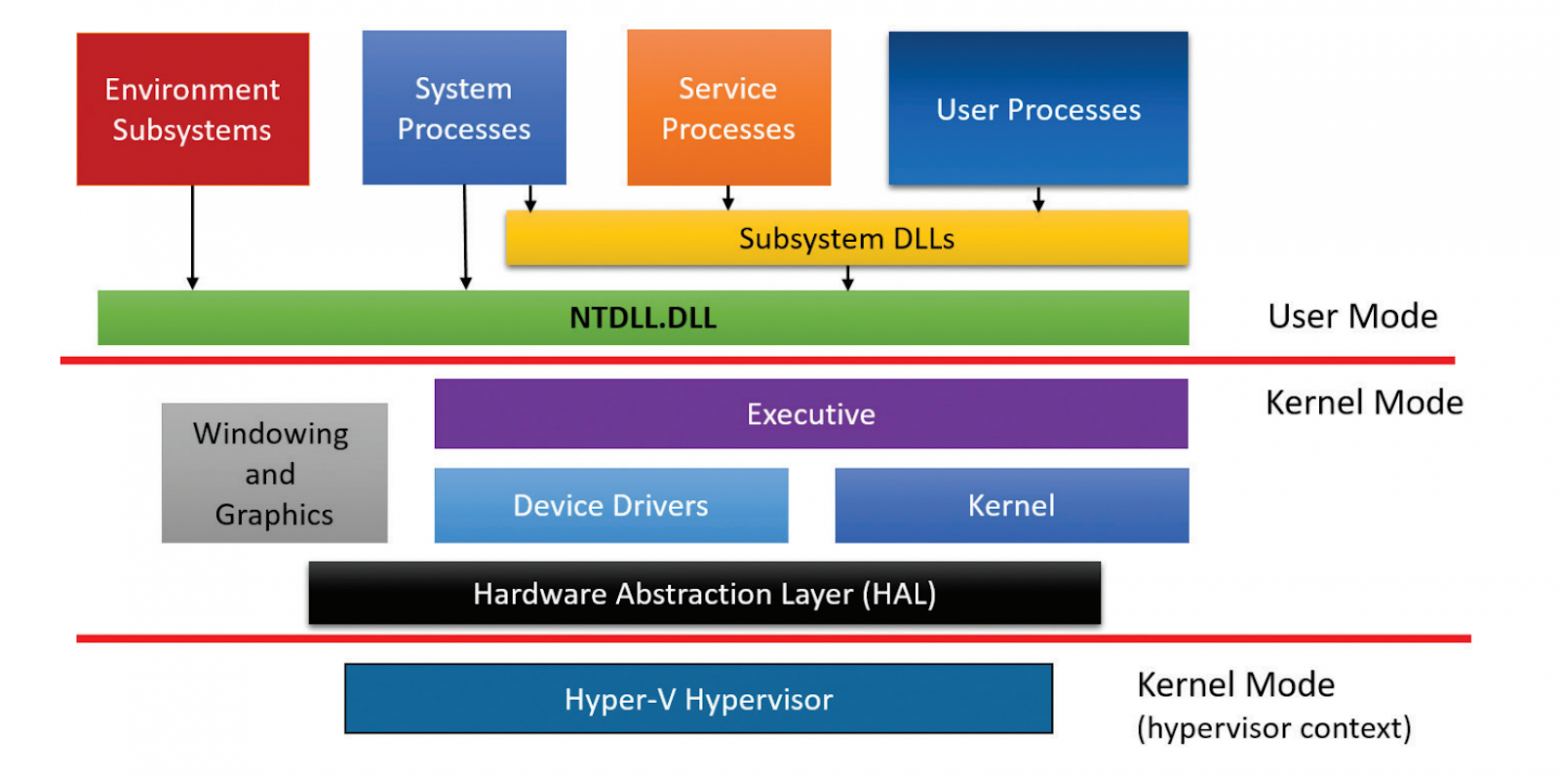 Environment
Subsystems
System
Processes
Service
Processes
User Processes
Subsystem DLLs
NTDLL.DLL
User Mode
Kernel Mode
Executive
Windowing
and
Graphics
Device Drivers
Kernel
Hardware Abstraction Layer (HAL)
Hyper-V Hypervisor
Kernel Mode
(hypervisor context)